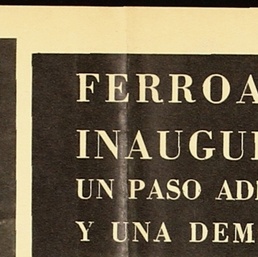 FERROA
INAUGU
UN PASO AD
Y UNA DEM